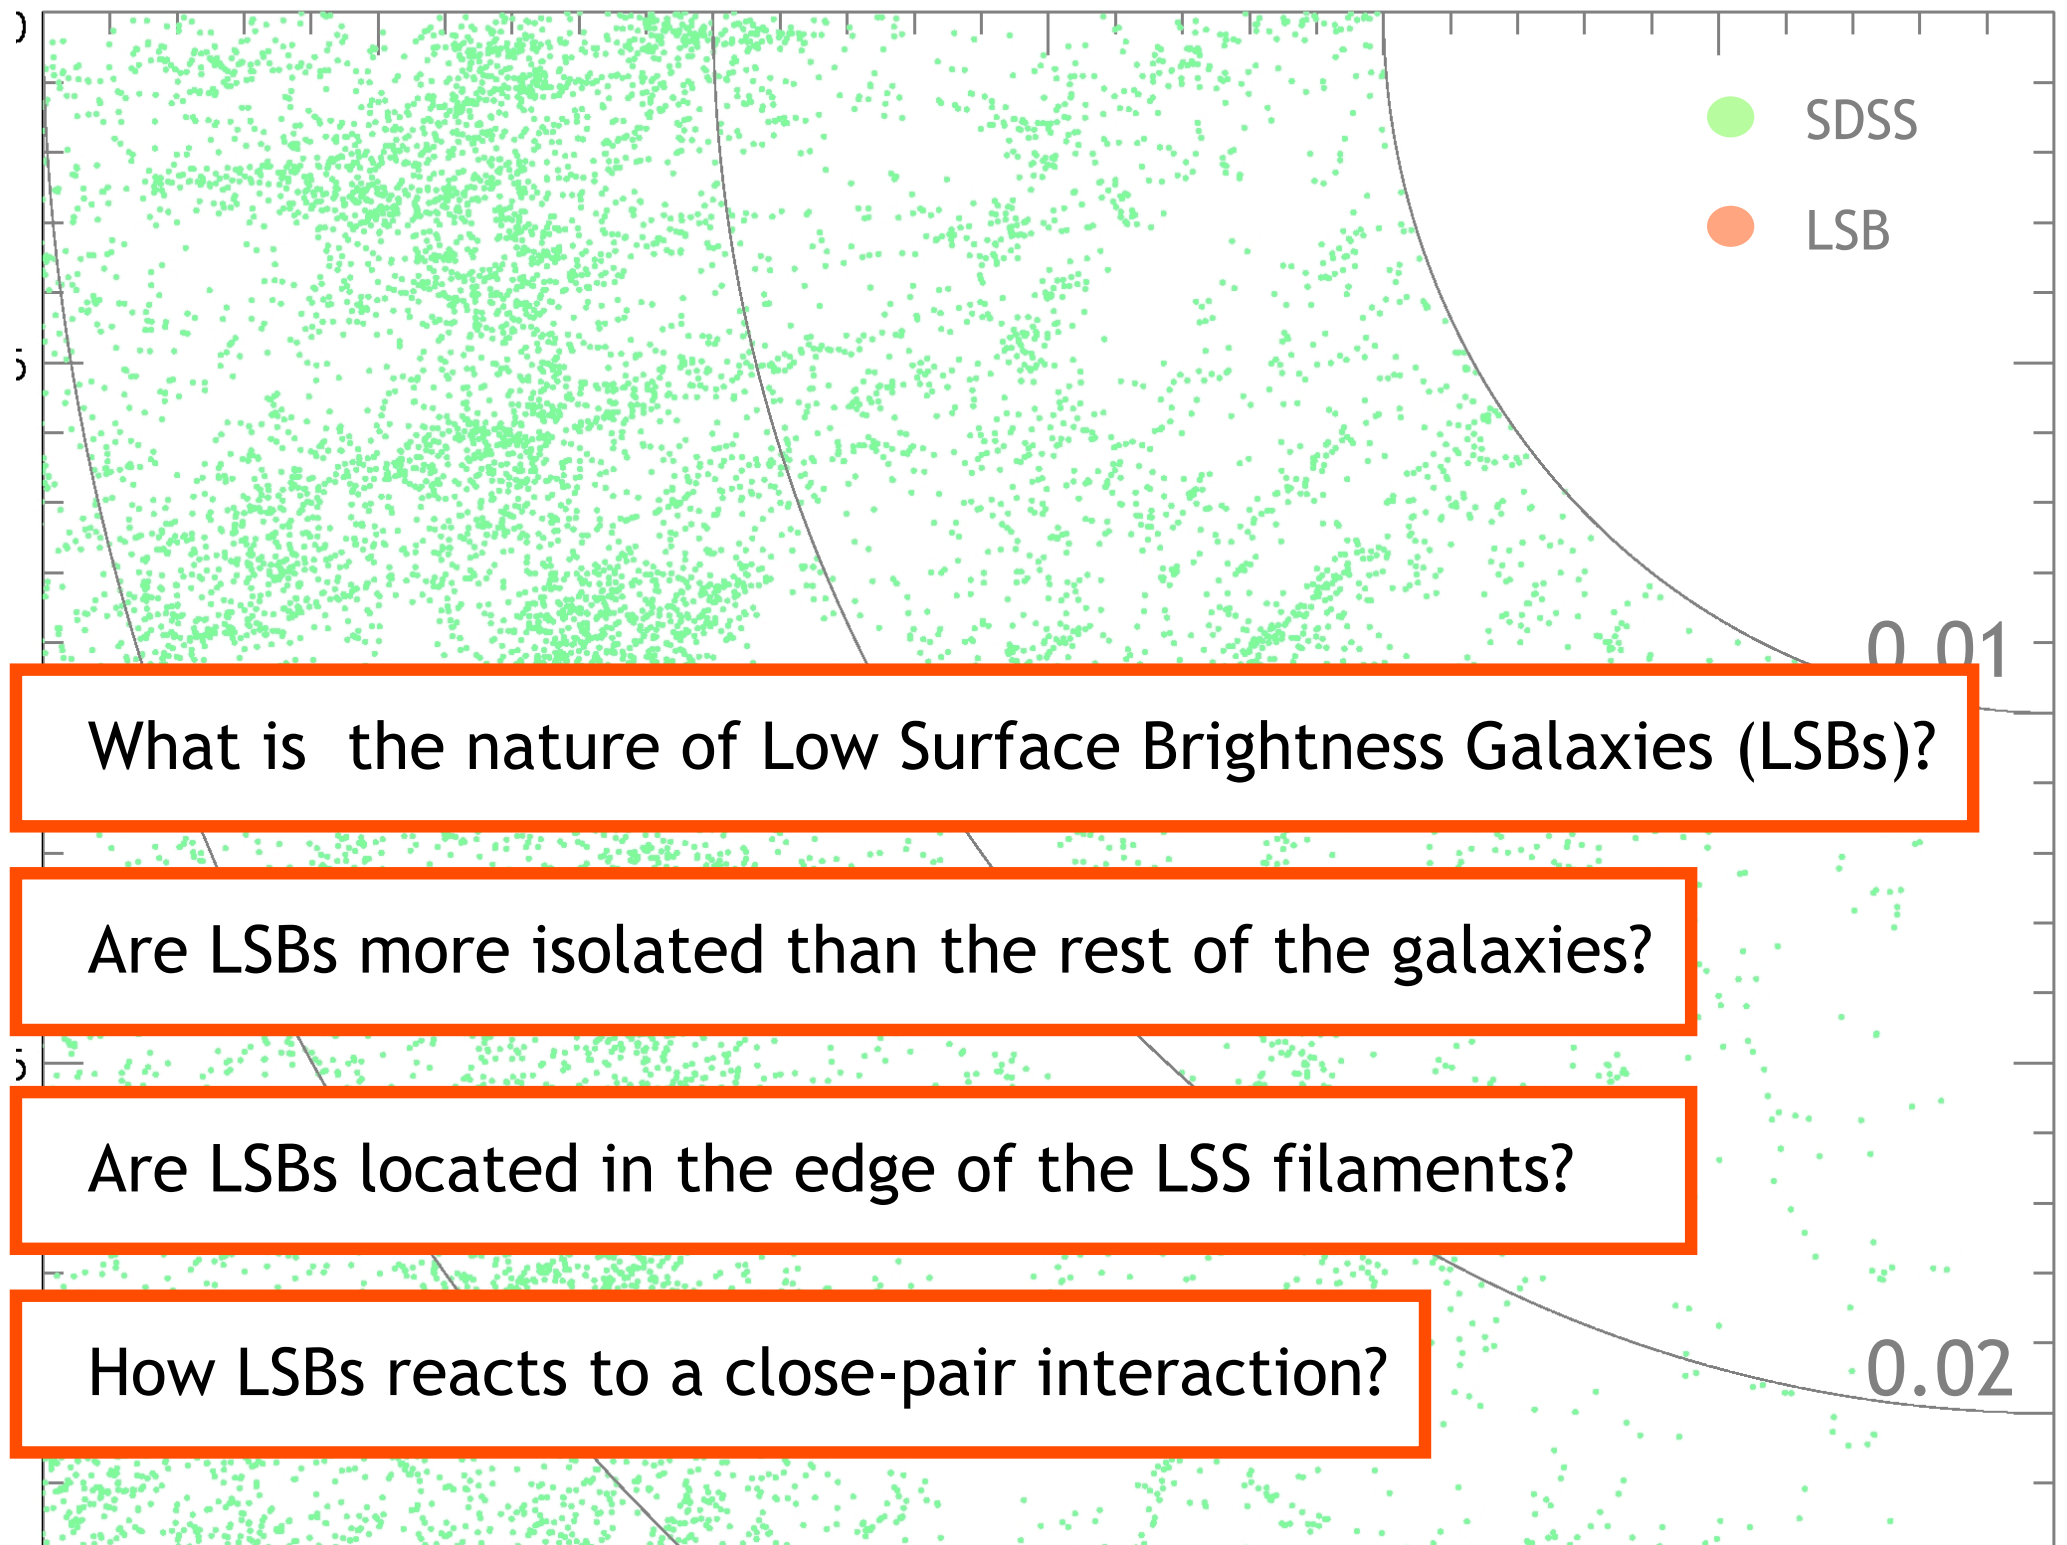 SDSS
LSB
0.01
What is  the nature of Low Surface Brightness Galaxies (LSBs)?
Are LSBs more isolated than the rest of the galaxies?
Are LSBs located in the edge of the LSS filaments?
How LSBs reacts to a close-pair interaction?
0.02